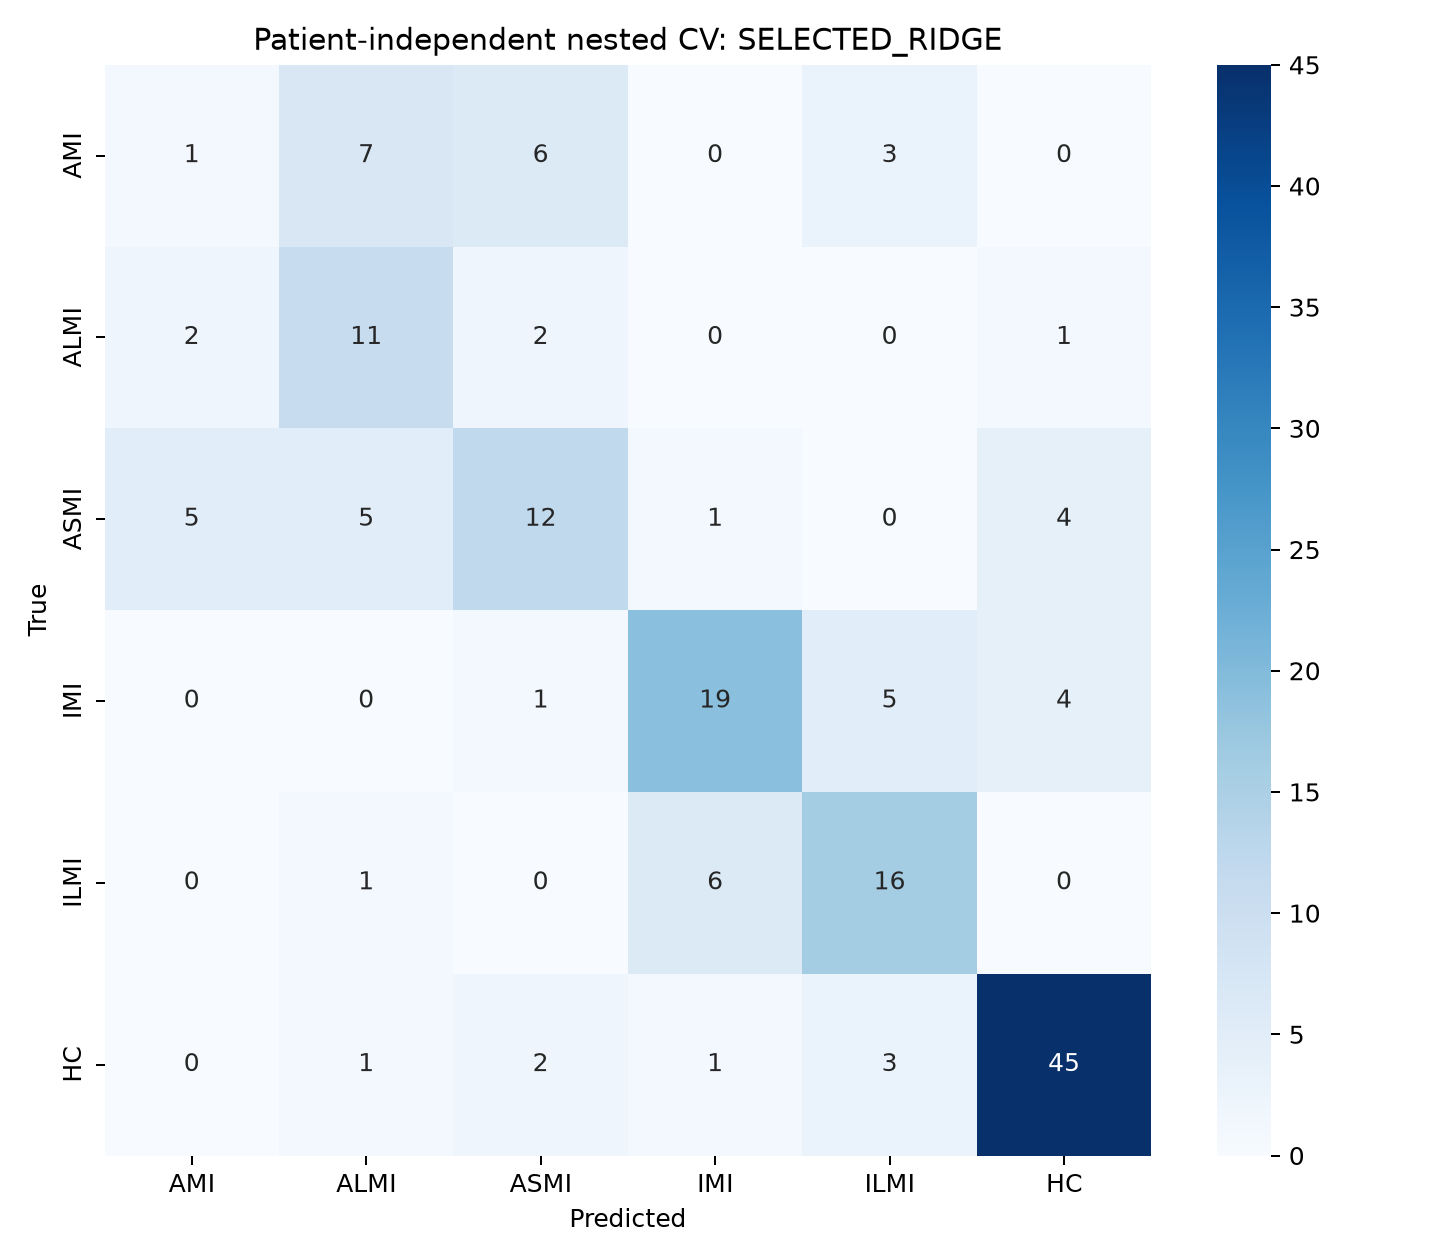 Patient-independent nested CV: SELECTED_RIDGE
True
AMI 1 7 6 0 3 0
ALMI 2 11 2 0 0 1
ASMI 5 5 12 1 0 4
IMI 0 0 1 19 5 4
ILMI 0 1 0 6 16 0
HC 0 1 2 1 3 45
AMI ALMI ASMI IMI ILMI HC
Predicted
45
40
35
30
25
20
15
10
5
0